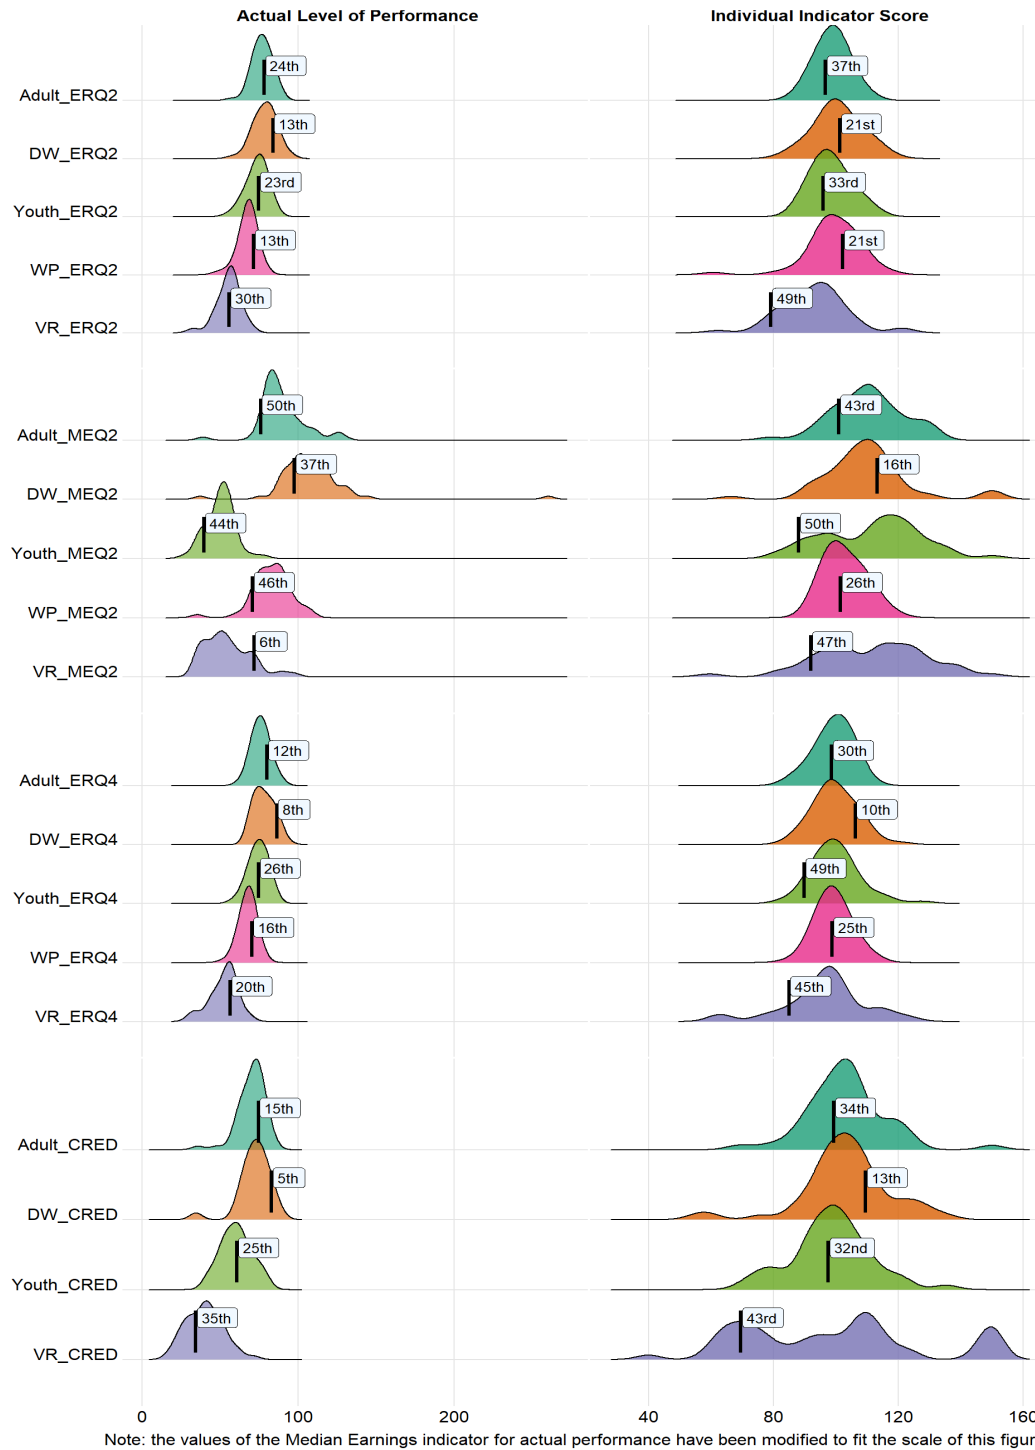 Actual Level of Performance Individual Indicator Score
Adult_ERQ2 24th 37th
DW_ERQ2 13th 21st
Youth_ERQ2 23rd 33rd
WP_ERQ2 13th 21st
VR_ERQ2 30th 49th
Adult_MEQ2 50th 43rd
DW_MEQ2 37th 16th
Youth_MEQ2 44th 50th
WP_MEQ2 46th 26th
VR_MEQ2 6th 47th
Adult_ERQ4 12th 30th
DW_ERQ4 8th 10th
Youth_ERQ4 26th 49th
WP_ERQ4 16th 25th
VR_ERQ4 20th 45th
Adult_CRED 15th 34th
DW_CRED 5th 13th
Youth_CRED 25th 32nd
VR_CRED 35th 43rd
0 100 200 40 80 120 160
Note: the values of the Median Earnings indicator for actual performance have been modified to fit the scale of this figu